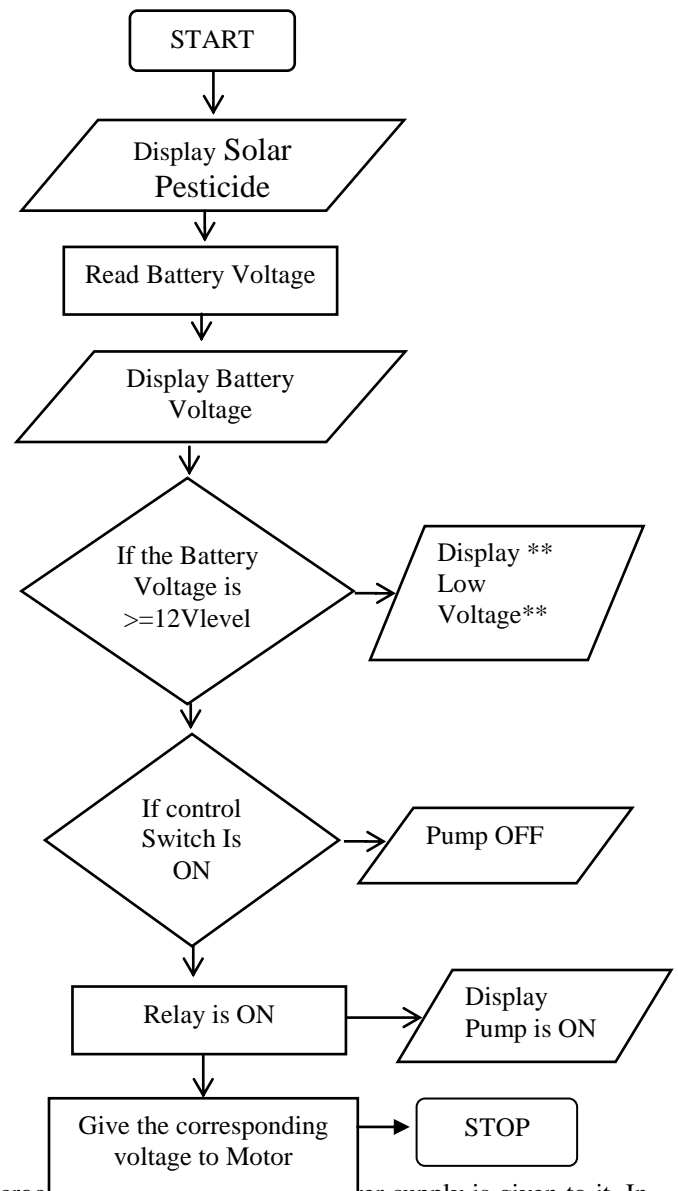 START
Display Solar
Pesticide
Read Battery Voltage
Display Battery
Voltage
If the Battery
Voltage is
>=12Vlevel
Display **
Low
Voltage**
If control
Switch Is
ON
Pump OFF
Relay is ON
Display
Pump is ON
Give the corresponding
voltage to Motor
STOP
supply is given to it. In